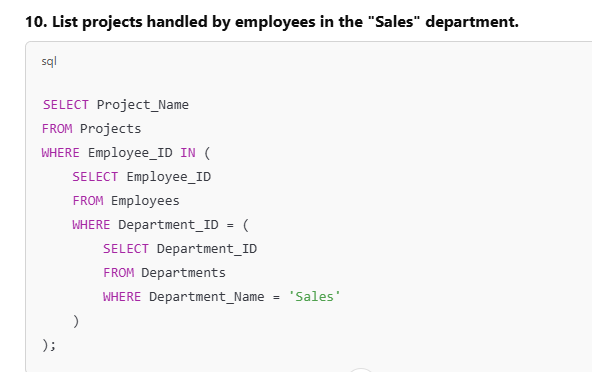 10. List projects handled by employees in the "Sales" department.
sql
SELECT Project_Name
FROM Projects
WHERE Employee_ID IN (
    SELECT Employee_ID
    FROM Employees
    WHERE Department_ID = (
        SELECT Department_ID
        FROM Departments
        WHERE Department_Name = 'Sales'
    )
);